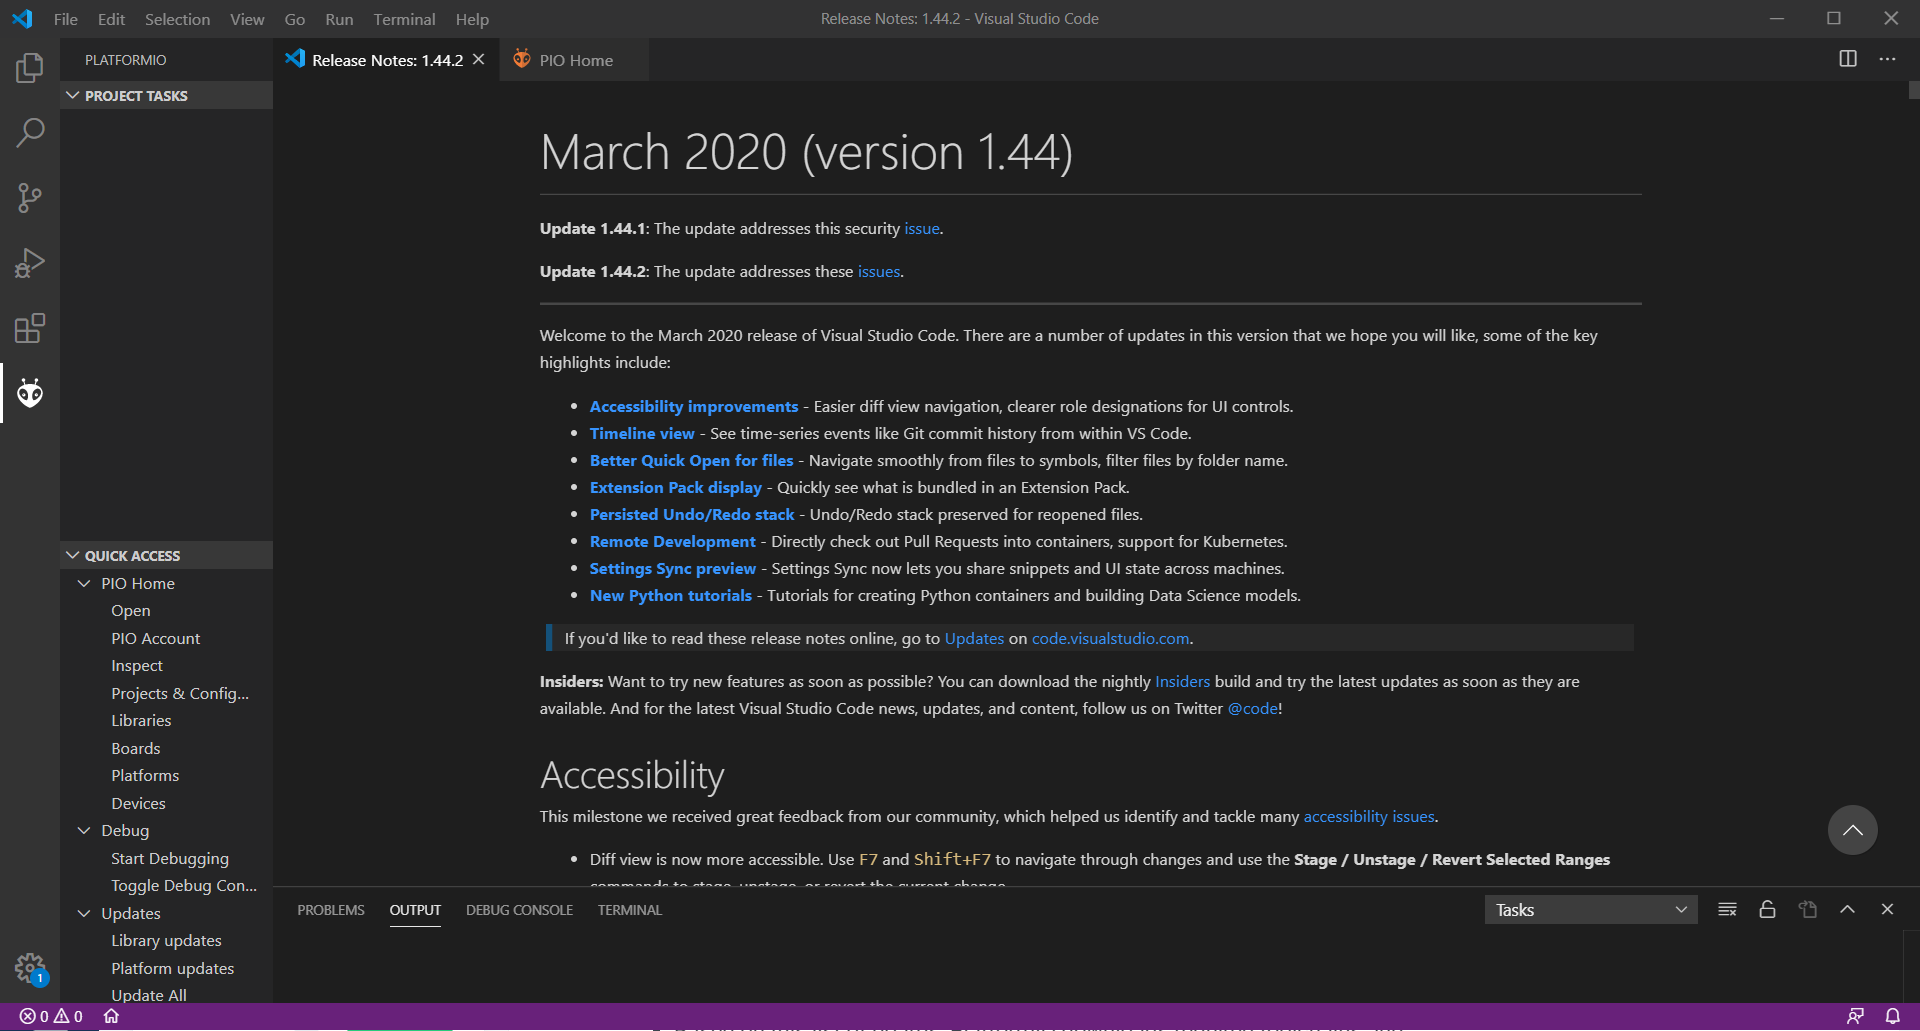 File Edit Selection View Go Run Terminal Help
Release Notes: 1.44.2 - Visual Studio Code
PLATFORMIO
Release Notes: 1.44.2
PIO Home
PROJECT TASKS
March 2020 (version 1.44)
Update 1.44.1: The update addresses this security issue.
Update 1.44.2: The update addresses these issues.
Welcome to the March 2020 release of Visual Studio Code. There are a number of updates in this version that we hope you will like, some of the key
highlights include:
• Accessibility improvements - Easier diff view navigation, clearer role designations for UI controls.
• Timeline view - See time-series events like Git commit history from within VS Code.
• Better Quick Open for files - Navigate smoothly from files to symbols, filter files by folder name.
• Extension Pack display - Quickly see what is bundled in an Extension Pack.
• Persisted Undo/Redo stack - Undo/Redo stack preserved for reopened files.
• Remote Development - Directly check out Pull Requests into containers, support for Kubernetes.
• Settings Sync preview - Settings Sync now lets you share snippets and UI state across machines.
• New Python tutorials - Tutorials for creating Python containers and building Data Science models.
If you'd like to read these release notes online, go to Updates on code.visualstudio.com.
Insiders: Want to try new features as soon as possible? You can download the nightly Insiders build and try the latest updates as soon as they are
available. And for the latest Visual Studio Code news, updates, and content, follow us on Twitter @code!
Accessibility
This milestone we received great feedback from our community, which helped us identify and tackle many accessibility issues.
• Diff view is now more accessible. Use F7 and Shift+F7 to navigate through changes and use the Stage / Unstage / Revert Selected Ranges
commands to stage, unstage, or revert the current change.
QUICK ACCESS
PIO Home
Open
PIO Account
Inspect
Projects & Config...
Libraries
Boards
Platforms
Devices
Debug
Start Debugging
Toggle Debug Con...
Updates
Library updates
Platform updates
Update All
PROBLEMS OUTPUT DEBUG CONSOLE TERMINAL
Tasks
1
0 0